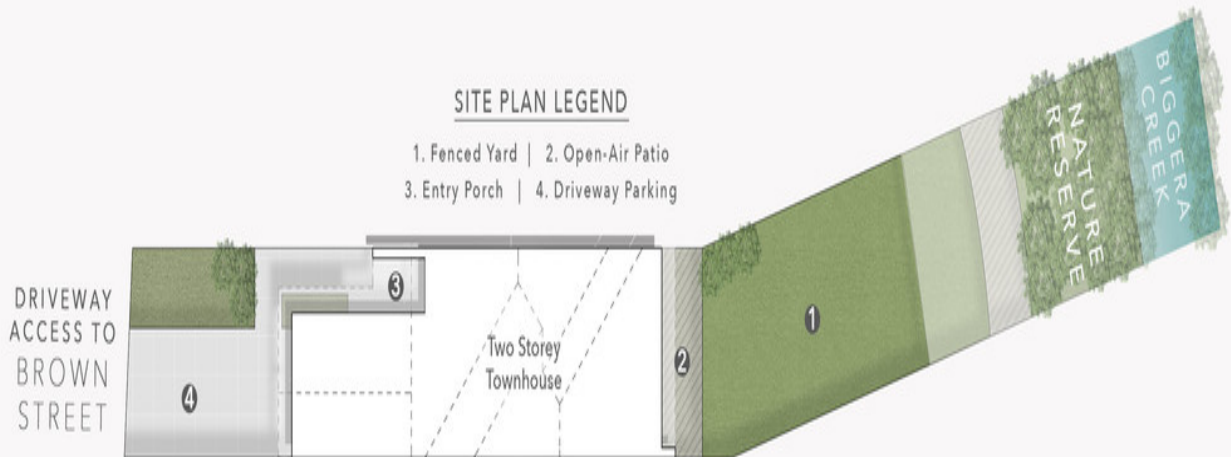 SITE PLAN LEGEND
1. Fenced Yard | 2. Open-Air Patio
3. Entry Porch | 4. Driveway Parking
DRIVEWAY
ACCESS TO
BROWN
STREET
4
3
Two Storey
Townhouse
2
1
NATURE
RESERVE
BIGGERA
CREEK